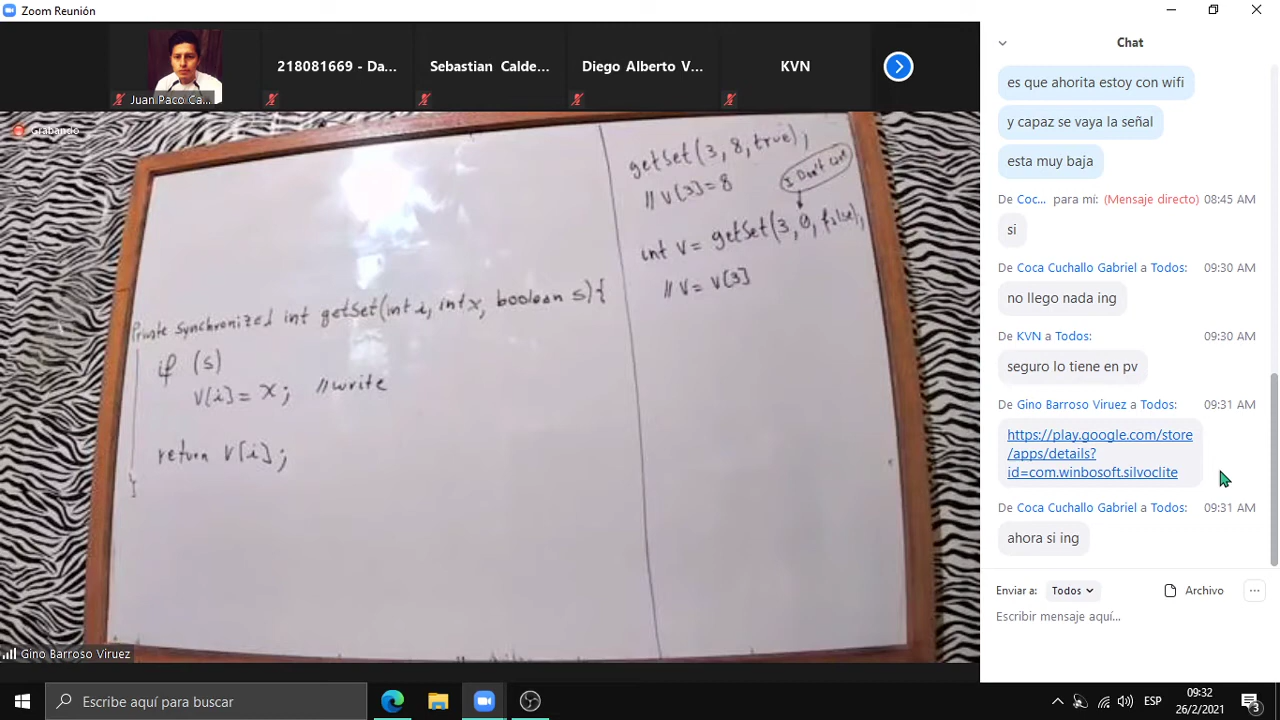 Zoom Reunión
Juan Paco Ca...
218081669 - Da...
Sebastian Calde...
Diego Alberto V...
KVN
Grabando
Private synchronized int getSet(int i, int x, boolean s){
if (s)
V[i] = x; //write
return V[i];
}
getSet(3, 8, true);
// V[3] = 8
I Don't care
int V = getSet(3, 0, false);
// V = V[3]
Gino Barroso Viruez
Chat
es que ahorita estoy con wifi
y capaz se vaya la señal
esta muy baja
De Coc... para mí: (Mensaje directo) 08:45 AM
si
De Coca Cuchallo Gabriel a Todos: 09:30 AM
no llego nada ing
De KVN a Todos: 09:30 AM
seguro lo tiene en pv
De Gino Barroso Viruez a Todos: 09:31 AM
https://play.google.com/store
/apps/details?
id=com.winbosoft.silvoclite
De Coca Cuchallo Gabriel a Todos: 09:31 AM
ahora si ing
Enviar a: Todos Archivo ...
Escribir mensaje aquí...
Escribe aquí para buscar
ESP
09:32
26/2/2021
3